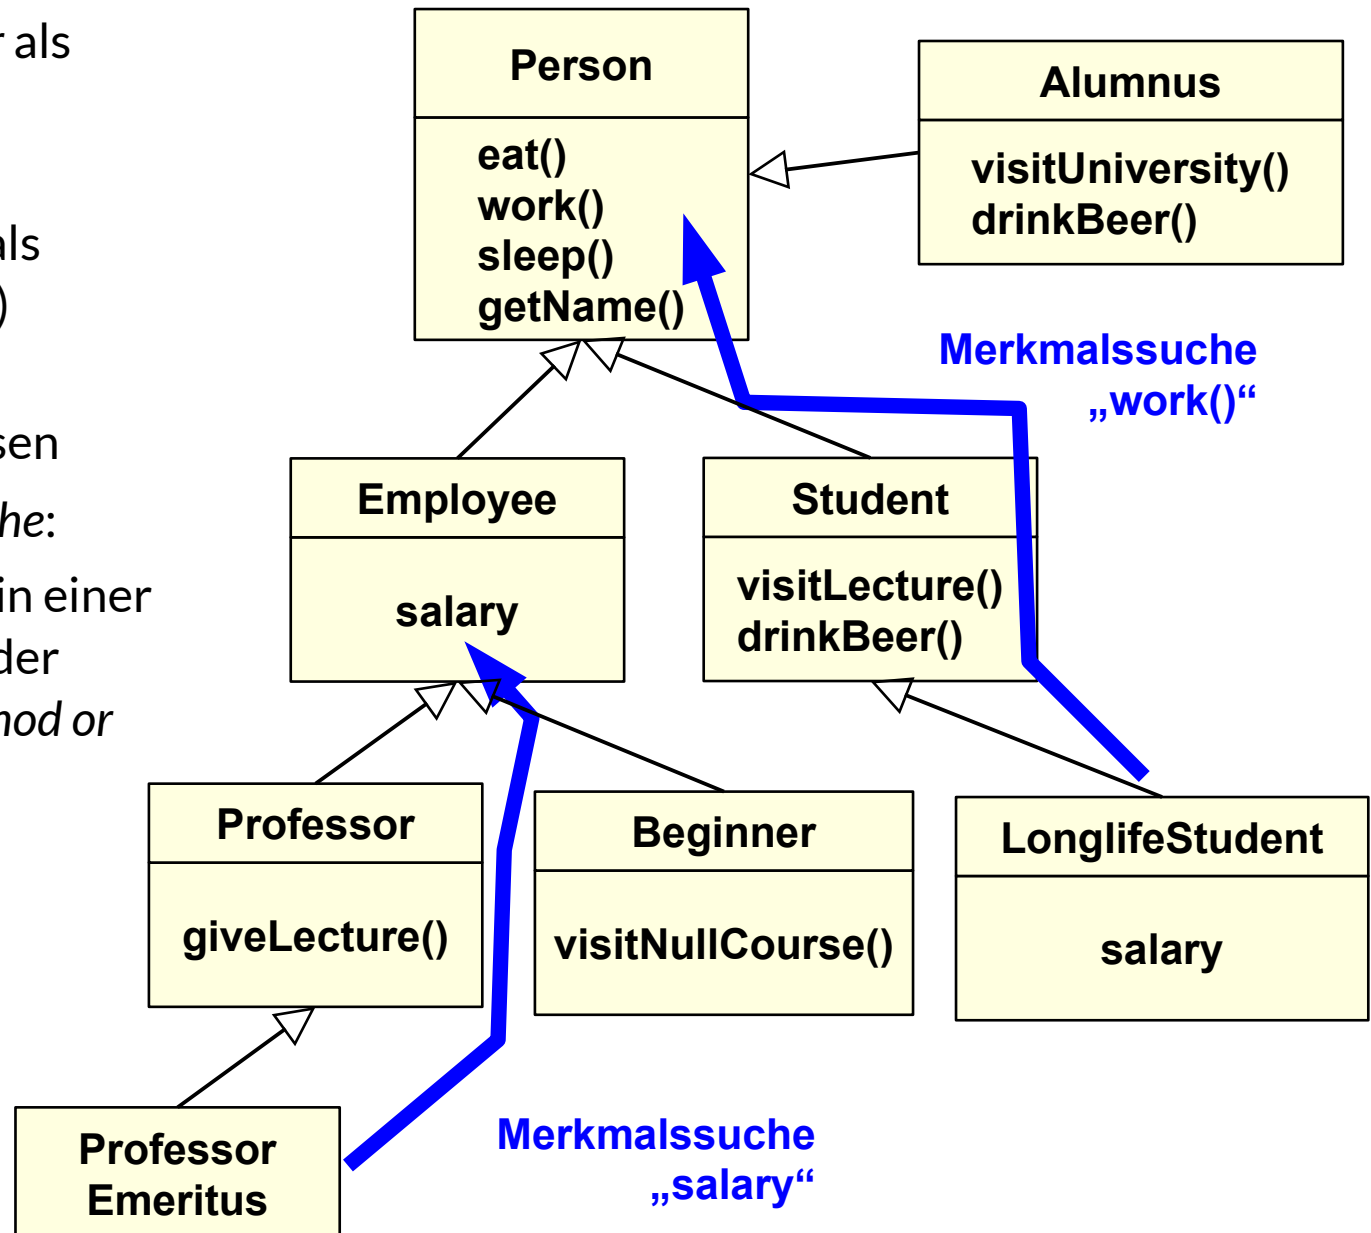 r als
als
)
sen
he:
in einer
der
nod or
Person
eat()
work()
sleep()
getName()
Alumnus
visitUniversity()
drinkBeer()
Merkmalssuche
„work()“
Employee
salary
Student
visitLecture()
drinkBeer()
Professor
giveLecture()
Beginner
visitNullCourse()
LonglifeStudent
salary
Professor
Emeritus
Merkmalssuche
„salary“